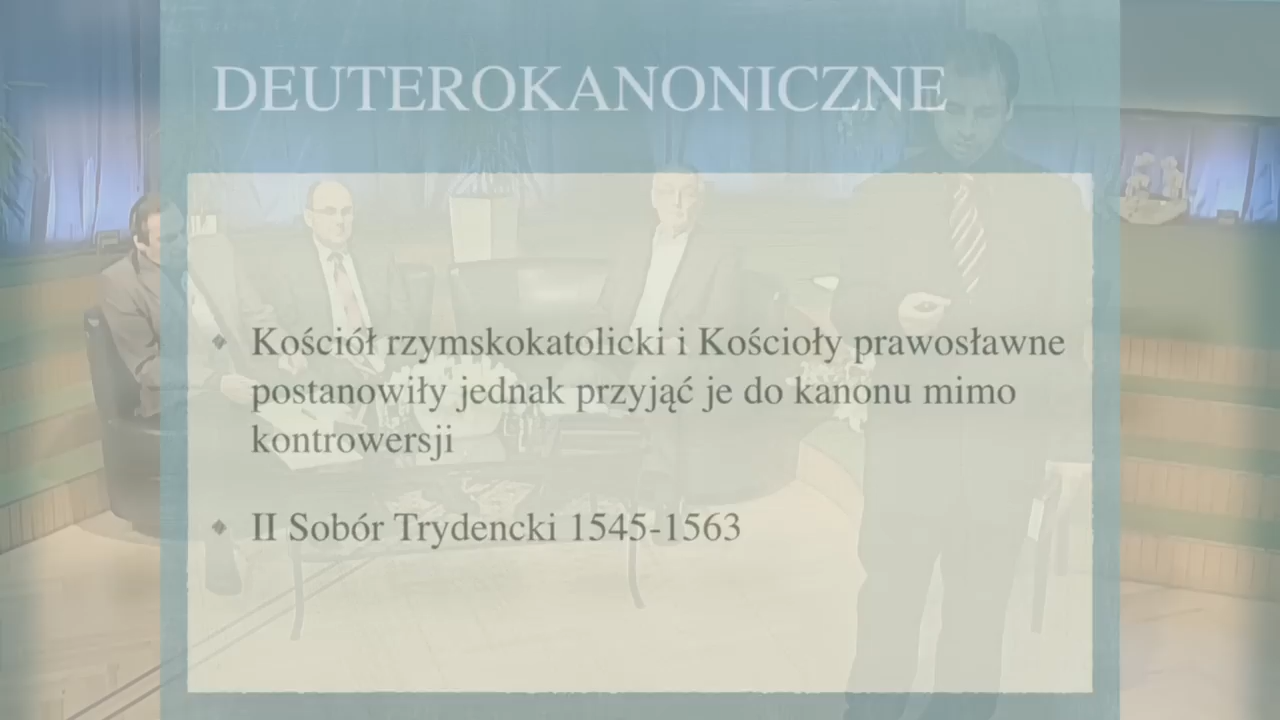 DEUTEROKANONICZNE
Kościół rzymskokatolicki i Kościoły prawosławne
postanowiły jednak przyjąć je do kanonu mimo
kontrowersji
II Sobór Trydencki 1545-1563